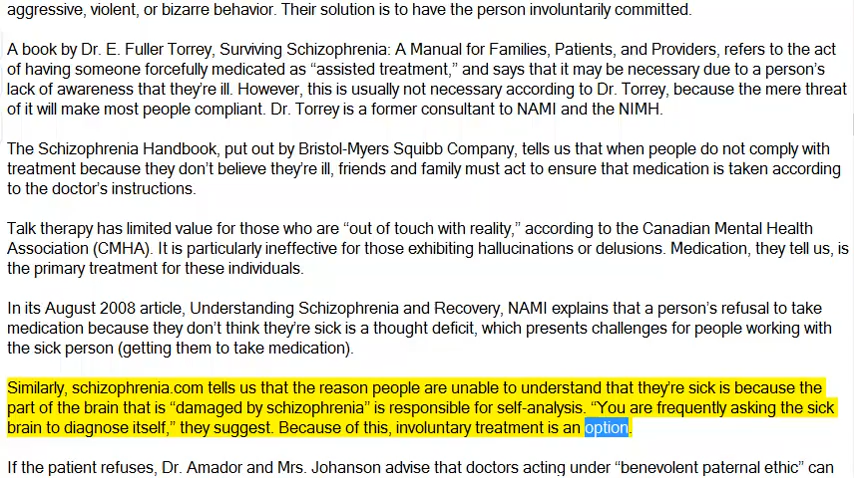 aggressive, violent, or bizarre behavior. Their solution is to have the person involuntarily committed.
A book by Dr. E. Fuller Torrey, Surviving Schizophrenia: A Manual for Families, Patients, and Providers, refers to the act
of having someone forcefully medicated as “assisted treatment,” and says that it may be necessary due to a person’s
lack of awareness that they’re ill. However, this is usually not necessary according to Dr. Torrey, because the mere threat
of it will make most people compliant. Dr. Torrey is a former consultant to NAMI and the NIMH.
The Schizophrenia Handbook, put out by Bristol-Myers Squibb Company, tells us that when people do not comply with
treatment because they don’t believe they’re ill, friends and family must act to ensure that medication is taken according
to the doctor’s instructions.
Talk therapy has limited value for those who are “out of touch with reality,” according to the Canadian Mental Health
Association (CMHA). It is particularly ineffective for those exhibiting hallucinations or delusions. Medication, they tell us, is
the primary treatment for these individuals.
In its August 2008 article, Understanding Schizophrenia and Recovery, NAMI explains that a person’s refusal to take
medication because they don’t think they’re sick is a thought deficit, which presents challenges for people working with
the sick person (getting them to take medication).
Similarly, schizophrenia.com tells us that the reason people are unable to understand that they’re sick is because the
part of the brain that is “damaged by schizophrenia” is responsible for self-analysis. “You are frequently asking the sick
brain to diagnose itself,” they suggest. Because of this, involuntary treatment is an option.
If the patient refuses, Dr. Amador and Mrs. Johanson advise that doctors acting under “benevolent paternal ethic” can